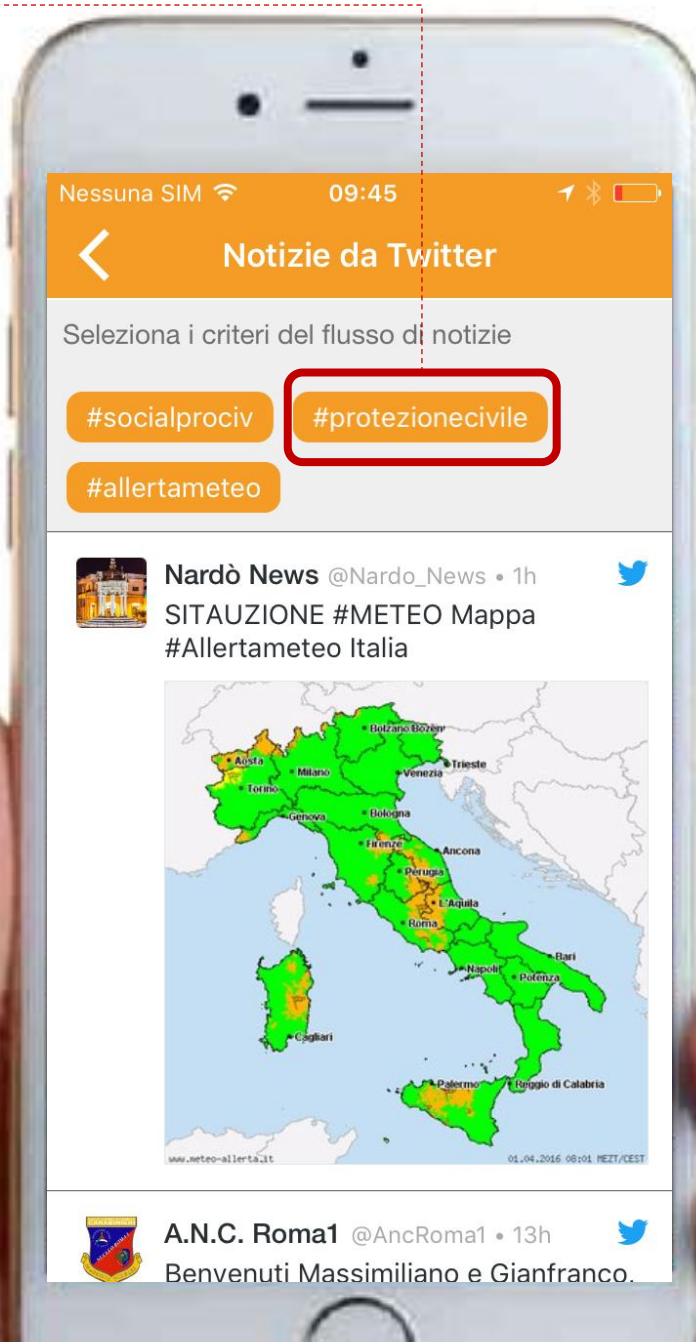 Nessuna SIM 09:45
Notizie da Twitter
Seleziona i criteri del flusso di notizie
#socialprociv #protezionecivile
#allertameteo
Nardò News @Nardo_News • 1h
SITAUZIONE #METEO Mappa
#Allertameteo Italia
Bolzano/Bozen
Aosta
Trieste
Milano
Venezia
Torino
Genova
Bologna
Firenze
Ancona
Perugia
L'Aquila
Roma
Bari
Napoli
Potenza
Cagliari
Palermo
Reggio di Calabria
www.meteo-allerta.it 01.04.2016 08:01 MEZT/CEST
A.N.C. Roma1 @AncRoma1 • 13h
Benvenuti Massimiliano e Gianfranco.